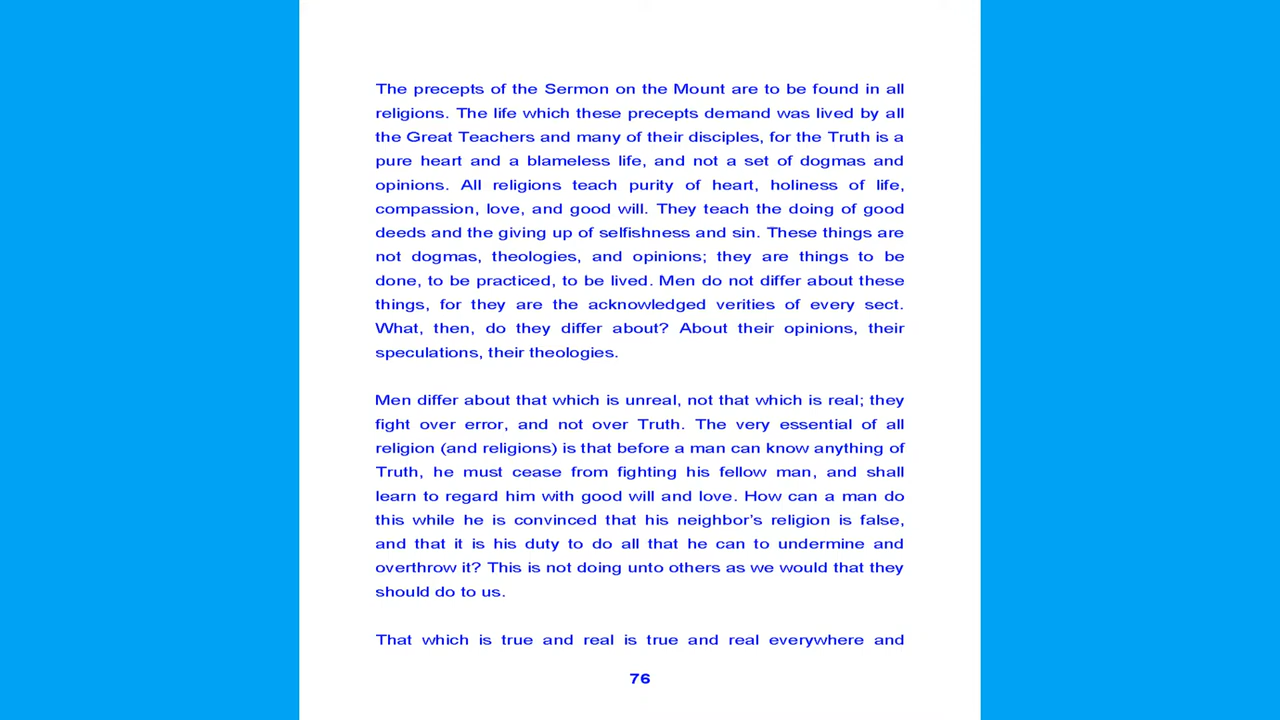 The precepts of the Sermon on the Mount are to be found in all
religions. The life which these precepts demand was lived by all
the Great Teachers and many of their disciples, for the Truth is a
pure heart and a blameless life, and not a set of dogmas and
opinions. All religions teach purity of heart, holiness of life,
compassion, love, and good will. They teach the doing of good
deeds and the giving up of selfishness and sin. These things are
not dogmas, theologies, and opinions; they are things to be
done, to be practiced, to be lived. Men do not differ about these
things, for they are the acknowledged verities of every sect.
What, then, do they differ about? About their opinions, their
speculations, their theologies.
Men differ about that which is unreal, not that which is real; they
fight over error, and not over Truth. The very essential of all
religion (and religions) is that before a man can know anything of
Truth, he must cease from fighting his fellow man, and shall
learn to regard him with good will and love. How can a man do
this while he is convinced that his neighbor's religion is false,
and that it is his duty to do all that he can to undermine and
overthrow it? This is not doing unto others as we would that they
should do to us.
That which is true and real is true and real everywhere and
76